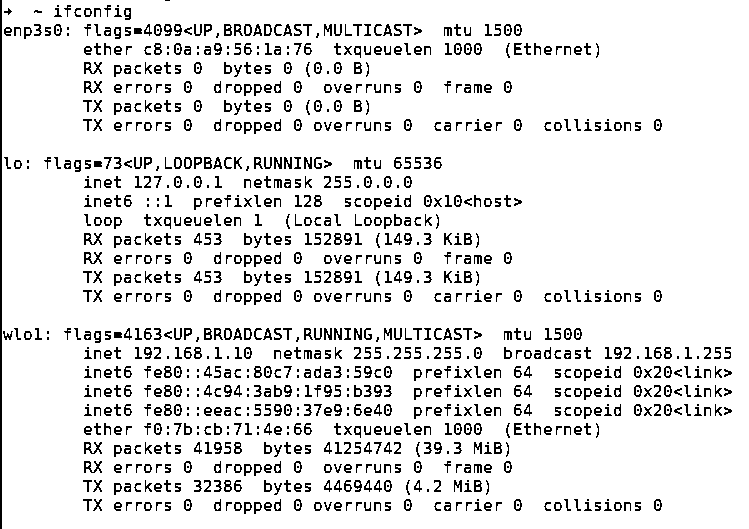 → ~ ifconfig
enp3s0: flags=4099<UP,BROADCAST,MULTICAST> mtu 1500
ether c8:0a:a9:56:1a:76 txqueuelen 1000 (Ethernet)
RX packets 0 bytes 0 (0.0 B)
RX errors 0 dropped 0 overruns 0 frame 0
TX packets 0 bytes 0 (0.0 B)
TX errors 0 dropped 0 overruns 0 carrier 0 collisions 0
lo: flags=73<UP,LOOPBACK,RUNNING> mtu 65536
inet 127.0.0.1 netmask 255.0.0.0
inet6 ::1 prefixlen 128 scopeid 0x10<host>
loop txqueuelen 1 (Local Loopback)
RX packets 453 bytes 152891 (149.3 KiB)
RX errors 0 dropped 0 overruns 0 frame 0
TX packets 453 bytes 152891 (149.3 KiB)
TX errors 0 dropped 0 overruns 0 carrier 0 collisions 0
wlo1: flags=4163<UP,BROADCAST,RUNNING,MULTICAST> mtu 1500
inet 192.168.1.10 netmask 255.255.255.0 broadcast 192.168.1.255
inet6 fe80::45ac:80c7:ada3:59c0 prefixlen 64 scopeid 0x20<link>
inet6 fe80::4c94:3ab9:1f95:b393 prefixlen 64 scopeid 0x20<link>
inet6 fe80::eeac:5590:37e9:6e40 prefixlen 64 scopeid 0x20<link>
ether f0:7b:cb:71:4e:66 txqueuelen 1000 (Ethernet)
RX packets 41958 bytes 41254742 (39.3 MiB)
RX errors 0 dropped 0 overruns 0 frame 0
TX packets 32386 bytes 4469440 (4.2 MiB)
TX errors 0 dropped 0 overruns 0 carrier 0 collisions 0